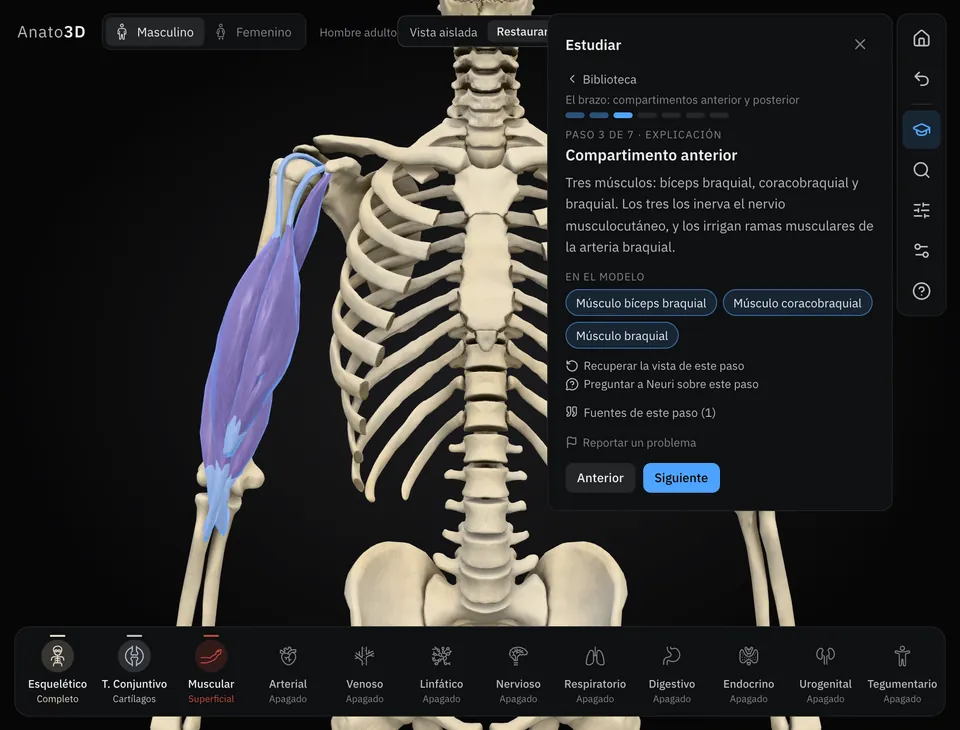 Anato3D
Masculino
Femenino
Hombre adulto
Vista aislada
Restaurar
Estudiar
Biblioteca
El brazo: compartimentos anterior y posterior
PASO 3 DE 7 · EXPLICACIÓN
Compartimento anterior
Tres músculos: bíceps braquial, coracobraquial y
braquial. Los tres los inerva el nervio
musculocutáneo, y los irrigan ramas musculares de
la arteria braquial.
EN EL MODELO
Músculo bíceps braquial
Músculo coracobraquial
Músculo braquial
Recuperar la vista de este paso
Preguntar a Neuri sobre este paso
Fuentes de este paso (1)
Reportar un problema
Anterior
Siguiente
Esquelético
Completo
T. Conjuntivo
Cartílagos
Muscular
Superficial
Arterial
Apagado
Venoso
Apagado
Linfático
Apagado
Nervioso
Apagado
Respiratorio
Apagado
Digestivo
Apagado
Endocrino
Apagado
Urogenital
Apagado
Tegumentario
Apagado